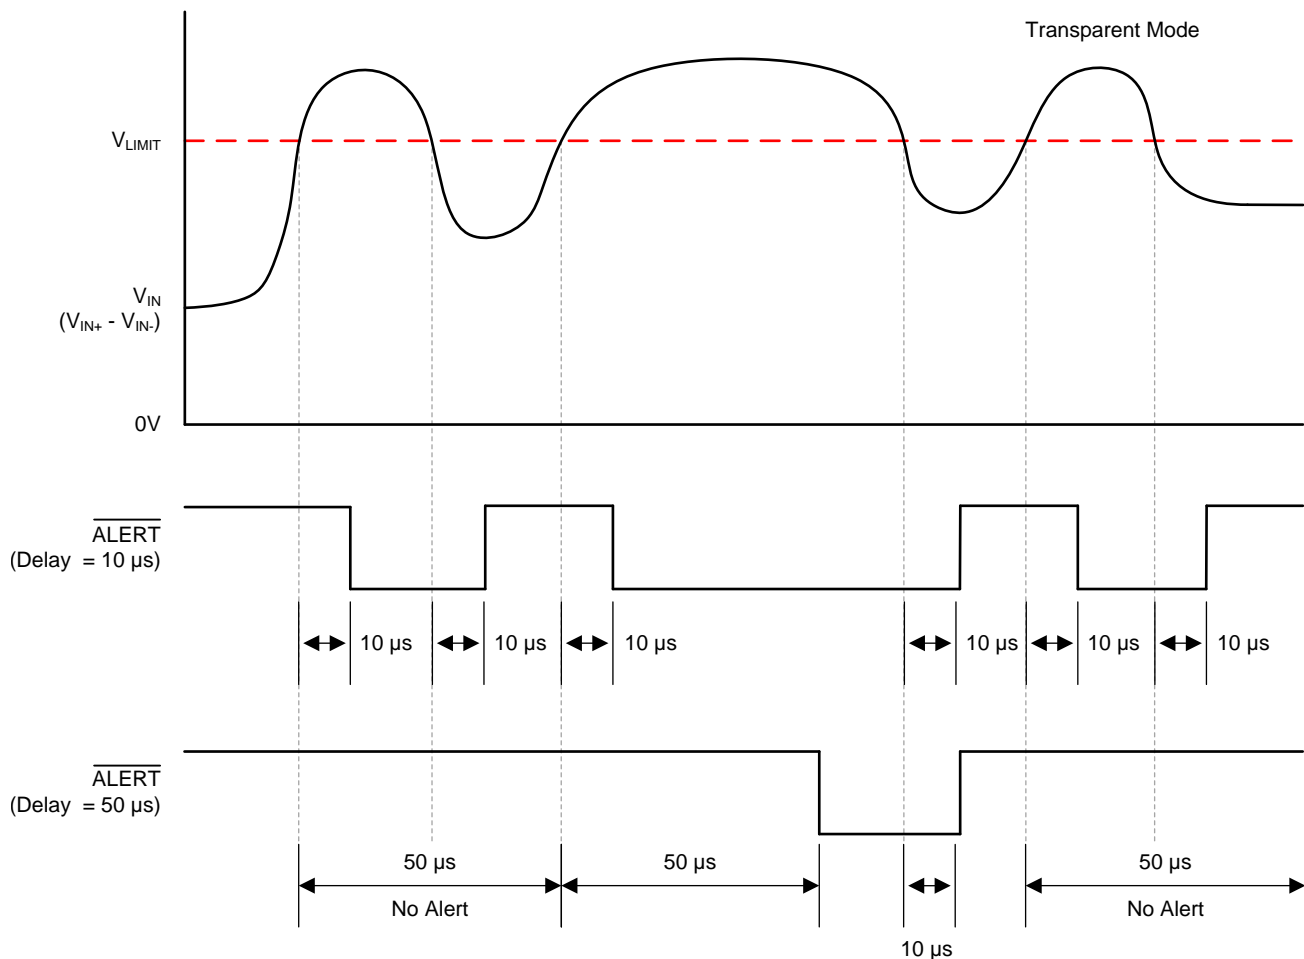 Transparent Mode
VLIMIT
VIN
(VIN+ - VIN-)
0V
ALERT
(Delay = 10 µs)
10 µs 10 µs 10 µs 10 µs 10 µs 10 µs
ALERT
(Delay = 50 µs)
50 µs 50 µs 50 µs
No Alert No Alert
10 µs